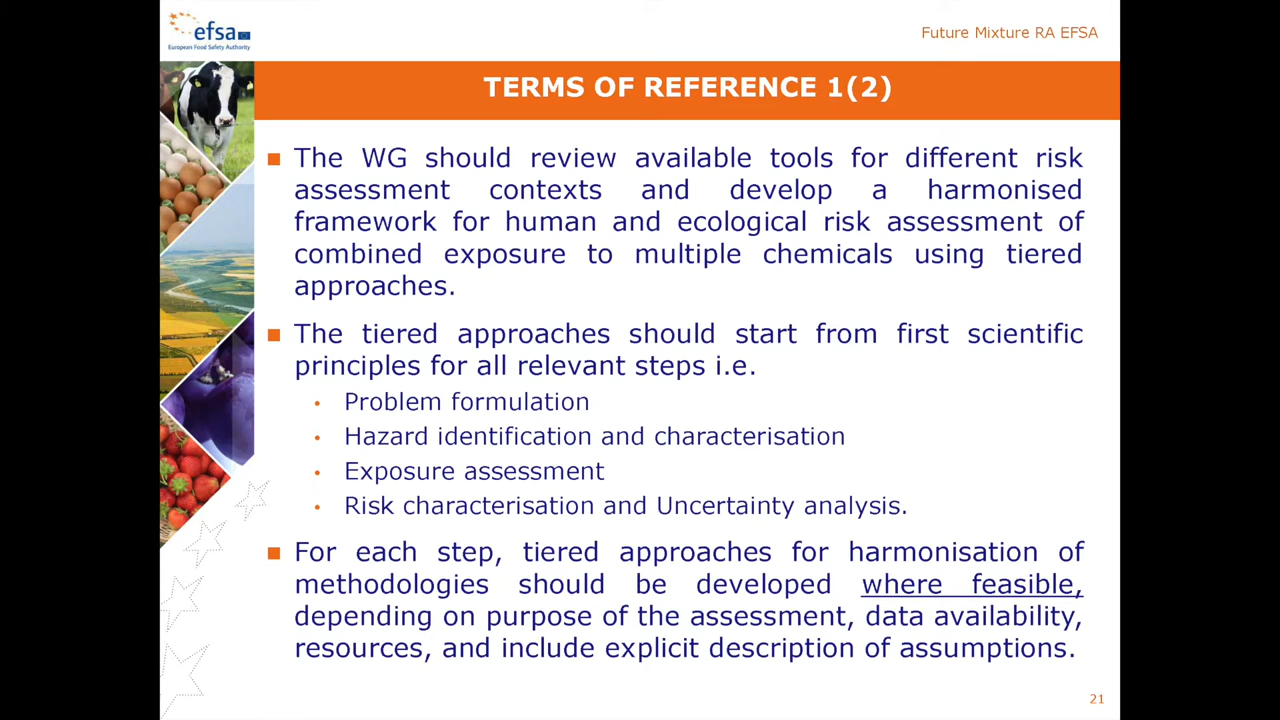 efsa
European Food Safety Authority
Future Mixture RA EFSA
TERMS OF REFERENCE 1(2)
The WG should review available tools for different risk
assessment contexts and develop a harmonised
framework for human and ecological risk assessment of
combined exposure to multiple chemicals using tiered
approaches.
The tiered approaches should start from first scientific
principles for all relevant steps i.e.
• Problem formulation
• Hazard identification and characterisation
• Exposure assessment
• Risk characterisation and Uncertainty analysis.
For each step, tiered approaches for harmonisation of
methodologies should be developed where feasible,
depending on purpose of the assessment, data availability,
resources, and include explicit description of assumptions.
21